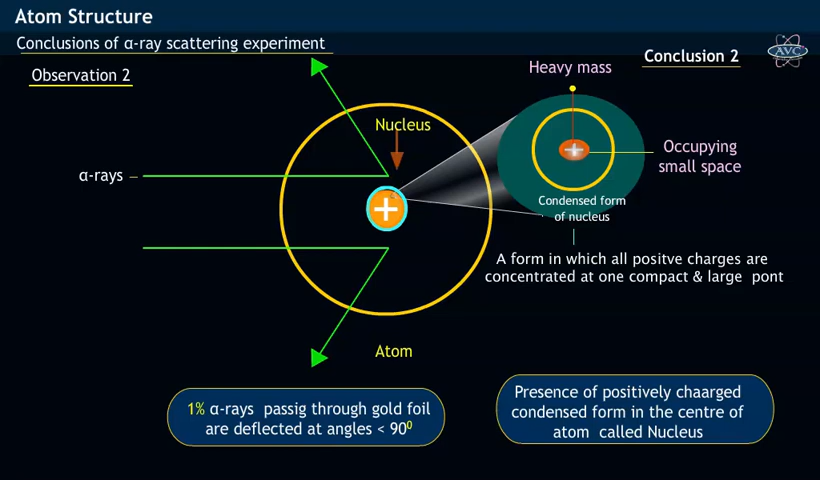 Atom Structure
Conclusions of α-ray scattering experiment
Observation 2
Conclusion 2
AVC
Heavy mass
Nucleus
Occupying
small space
α-rays
+
+
Condensed form
of nucleus
A form in which all positve charges are
concentrated at one compact & large pont
Atom
1% α-rays passig through gold foil
are deflected at angles < 90⁰
Presence of positively chaarged
condensed form in the centre of
atom called Nucleus